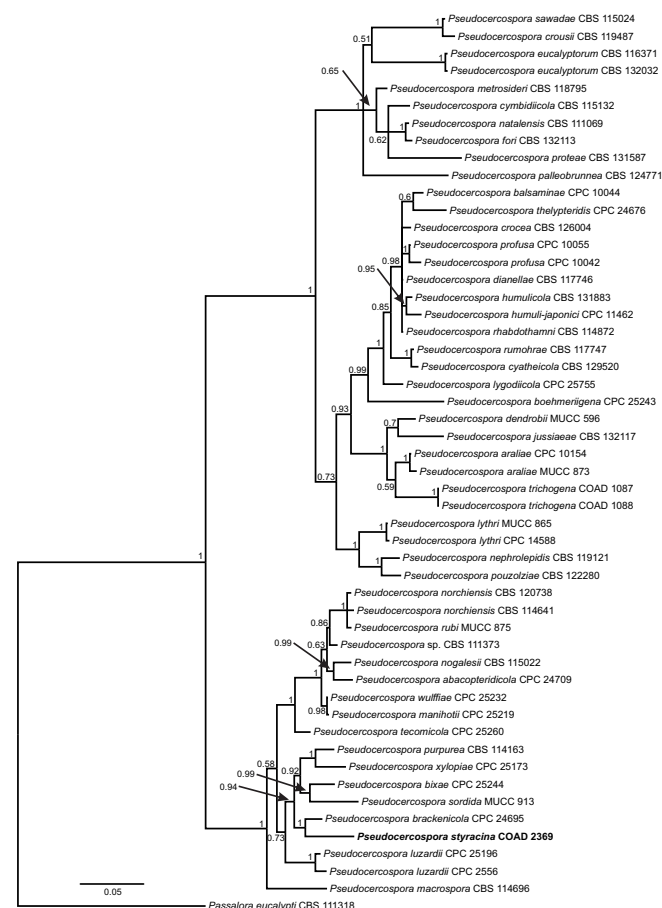 Pseudocercospora sawadae CBS 115024
1
Pseudocercospora crousii CBS 119487
0.51
Pseudocercospora eucalyptorum CBS 116371
1
Pseudocercospora eucalyptorum CBS 132032
0.65
Pseudocercospora metrosideri CBS 118795
1
Pseudocercospora cymbidiicola CBS 115132
Pseudocercospora natalensis CBS 111069
1
0.62
Pseudocercospora fori CBS 132113
Pseudocercospora proteae CBS 131587
Pseudocercospora palleobrunnea CBS 124771
Pseudocercospora balsaminae CPC 10044
0.6
Pseudocercospora thelypteridis CPC 24676
Pseudocercospora crocea CBS 126004
Pseudocercospora profusa CPC 10055
1
0.98
Pseudocercospora profusa CPC 10042
0.95
Pseudocercospora dianellae CBS 117746
1
Pseudocercospora humulicola CBS 131883
0.85
Pseudocercospora humuli-japonici CPC 11462
Pseudocercospora rhabdothamni CBS 114872
1
Pseudocercospora rumohrae CBS 117747
1
Pseudocercospora cyatheicola CBS 129520
0.99
Pseudocercospora lygodiicola CPC 25755
Pseudocercospora boehmeriigena CPC 25243
0.93
Pseudocercospora dendrobii MUCC 596
0.7
Pseudocercospora jussiaeae CBS 132117
1
Pseudocercospora araliae CPC 10154
1
Pseudocercospora araliae MUCC 873
0.73
0.59
Pseudocercospora trichogena COAD 1087
1
Pseudocercospora trichogena COAD 1088
Pseudocercospora lythri MUCC 865
1
Pseudocercospora lythri CPC 14588
1
Pseudocercospora nephrolepidis CBS 119121
1
1
Pseudocercospora pouzolziae CBS 122280
Pseudocercospora norchiensis CBS 120738
1
Pseudocercospora norchiensis CBS 114641
0.86
Pseudocercospora rubi MUCC 875
0.99
0.63
Pseudocercospora sp. CBS 111373
Pseudocercospora nogalesii CBS 115022
1
Pseudocercospora abacopteridicola CPC 24709
Pseudocercospora wulffiae CPC 25232
1
0.98
Pseudocercospora manihotii CPC 25219
Pseudocercospora tecomicola CPC 25260
Pseudocercospora purpurea CBS 114163
1
0.58
Pseudocercospora xylopiae CPC 25173
0.99
0.92
Pseudocercospora bixae CPC 25244
0.94
Pseudocercospora sordida MUCC 913
Pseudocercospora brackenicola CPC 24695
1
1
Pseudocercospora styracina COAD 2369
0.73
Pseudocercospora luzardii CPC 25196
1
Pseudocercospora luzardii CPC 2556
Pseudocercospora macrospora CBS 114696
0.05
Passalora eucalypti CBS 111318